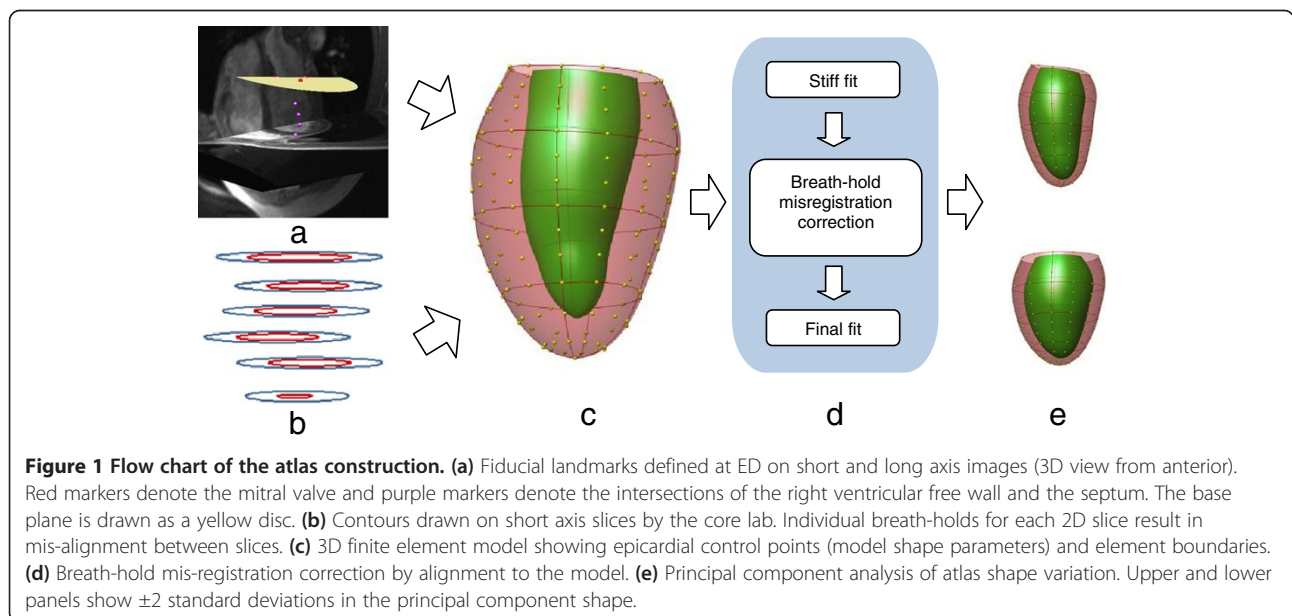 a
b
c
Stiff fit
Breath-hold
misregistration
correction
Final fit
d
e
Figure 1 Flow chart of the atlas construction. (a) Fiducial landmarks defined at ED on short and long axis images (3D view from anterior).
Red markers denote the mitral valve and purple markers denote the intersections of the right ventricular free wall and the septum. The base
plane is drawn as a yellow disc. (b) Contours drawn on short axis slices by the core lab. Individual breath-holds for each 2D slice result in
mis-alignment between slices. (c) 3D finite element model showing epicardial control points (model shape parameters) and element boundaries.
(d) Breath-hold mis-registration correction by alignment to the model. (e) Principal component analysis of atlas shape variation. Upper and lower
panels show ±2 standard deviations in the principal component shape.